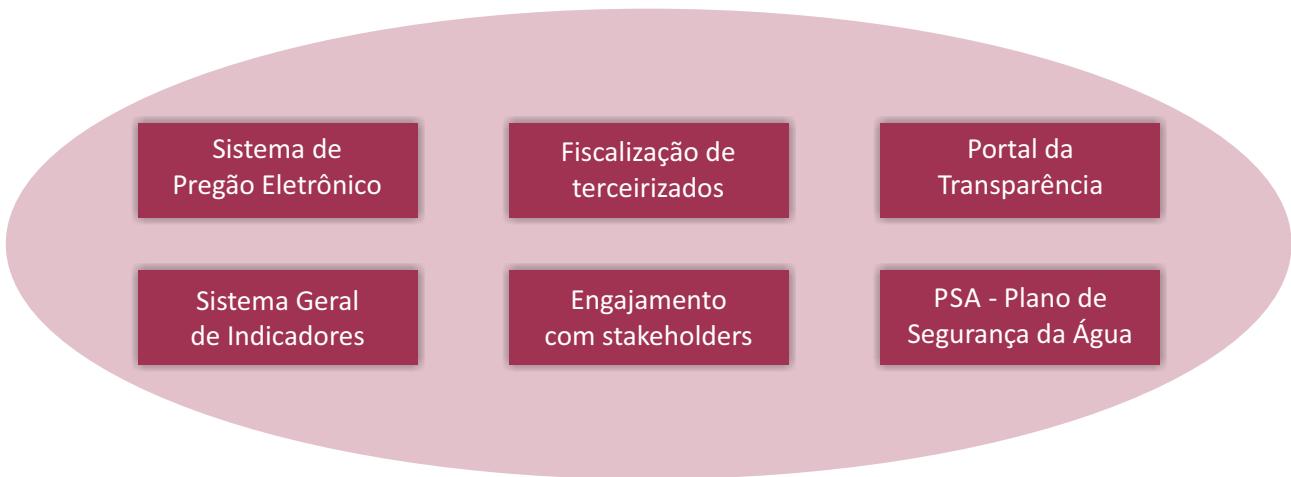 Sistema de
Pregão Eletrônico
Fiscalização de
terceirizados
Portal da
Transparência
Sistema Geral
de Indicadores
Engajamento
com stakeholders
PSA - Plano de
Segurança da Água